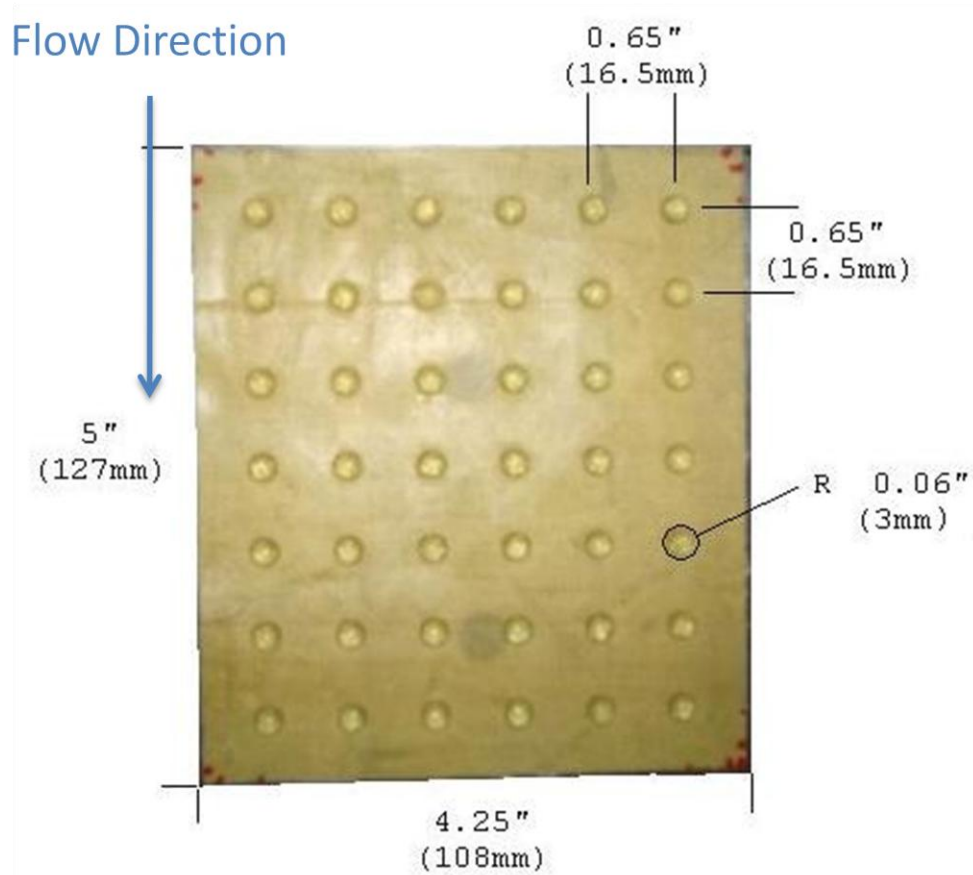 Flow Direction
0.65"
(16.5mm)
0.65"
(16.5mm)
5"
(127mm)
R 0.06"
(3mm)
4.25"
(108mm)